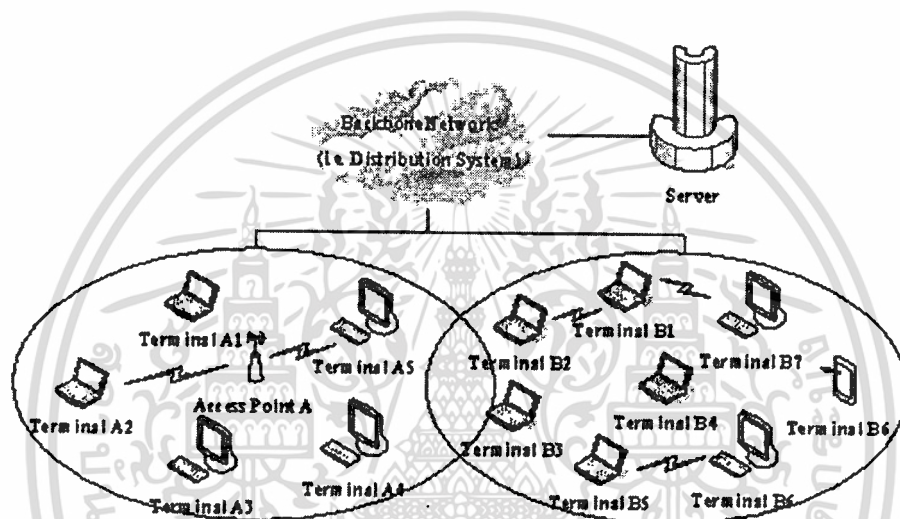 Backbone Network
(i.e. Distribution System)
Server
Terminal A1
Terminal A5
Terminal A2
Access Point A
Terminal A3
Terminal A4
Terminal B1
Terminal B2
Terminal B7
Terminal B3
Terminal B4
Terminal B6
Terminal B5
Terminal B6